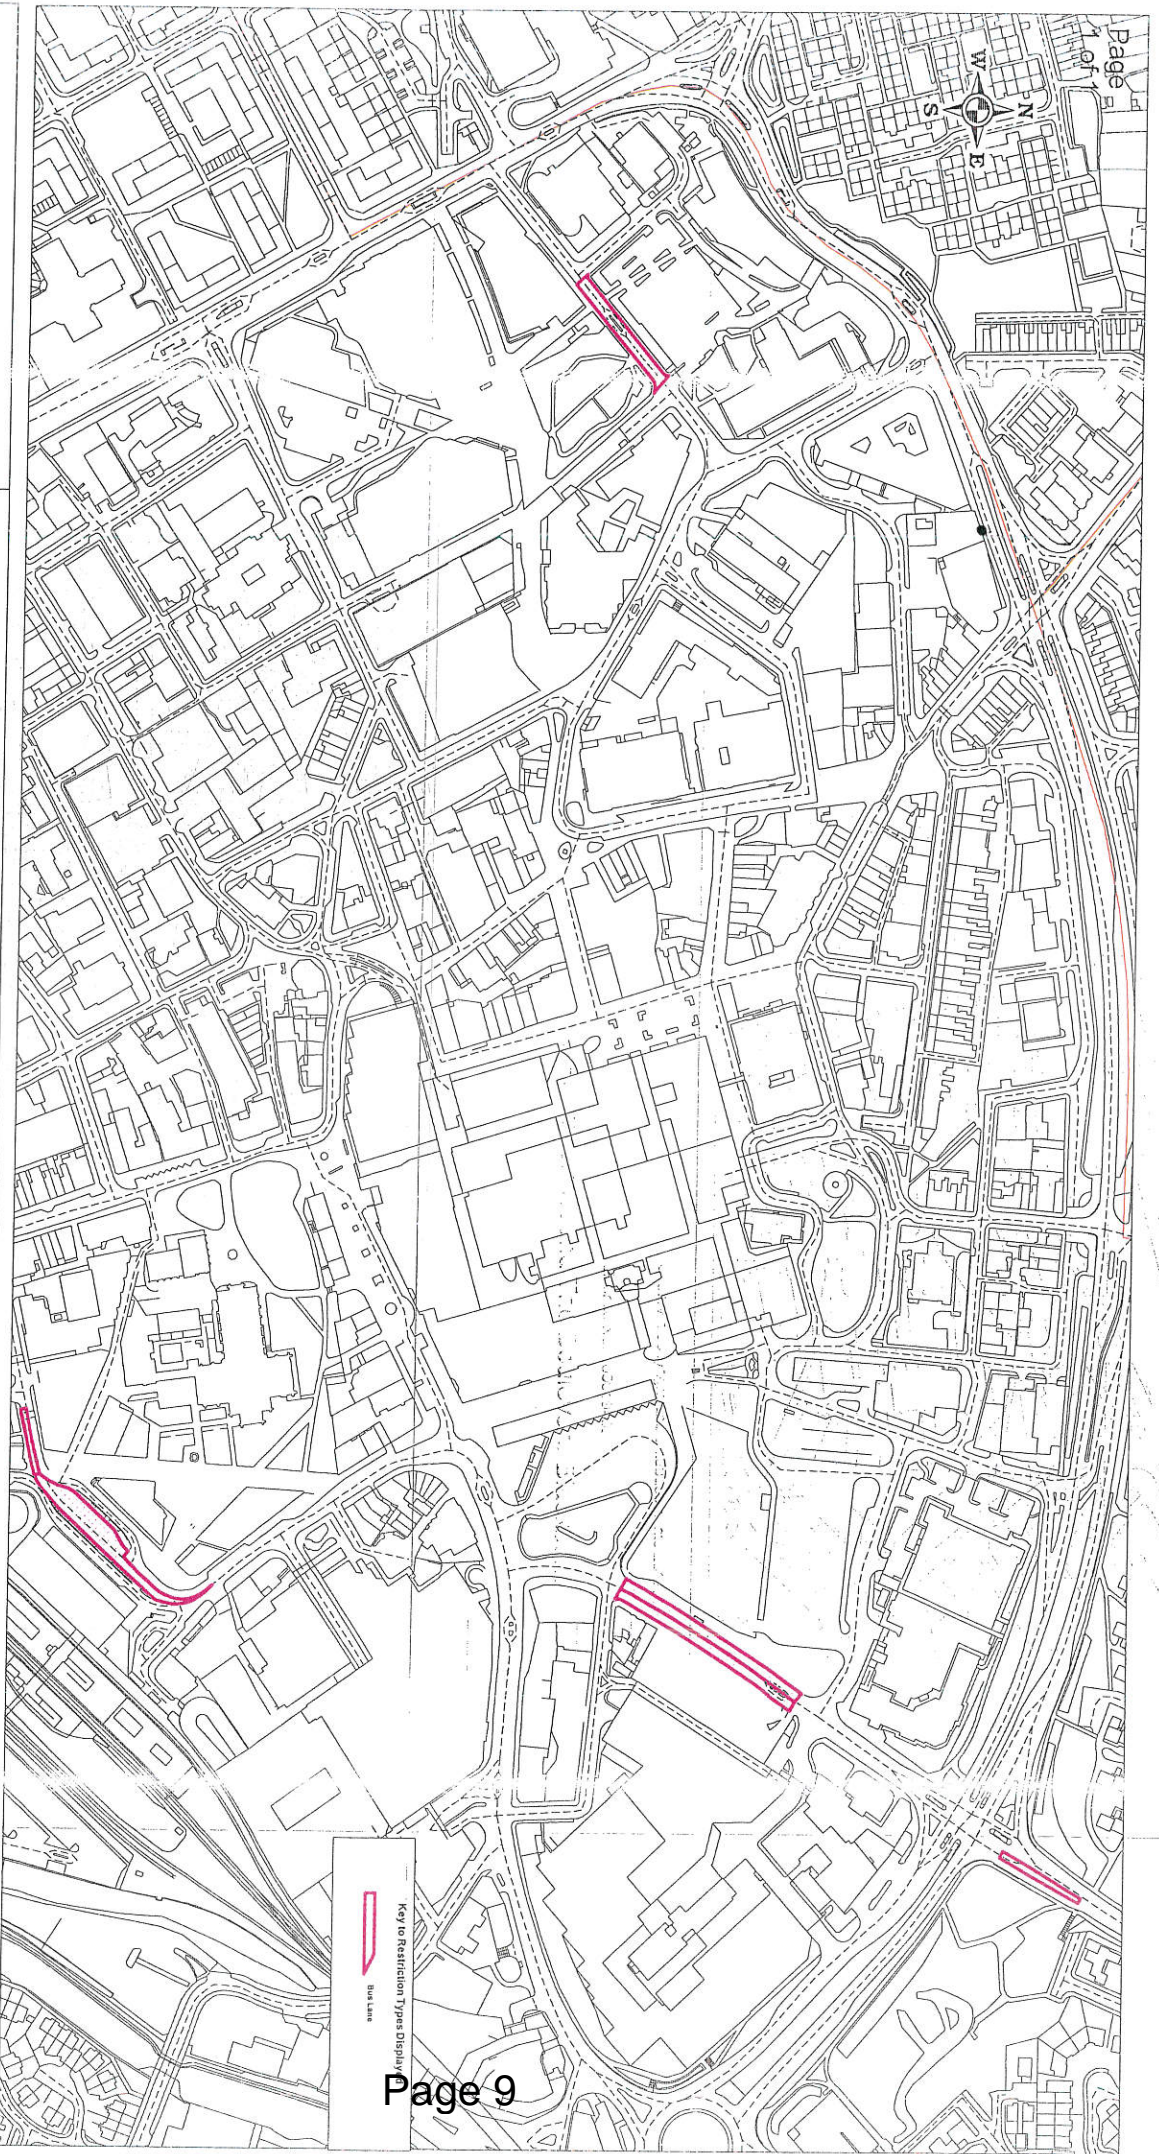 Page
1 of 1
N
W
E
S
Key to Restriction Types Displayed
Bus Lane
Page 9